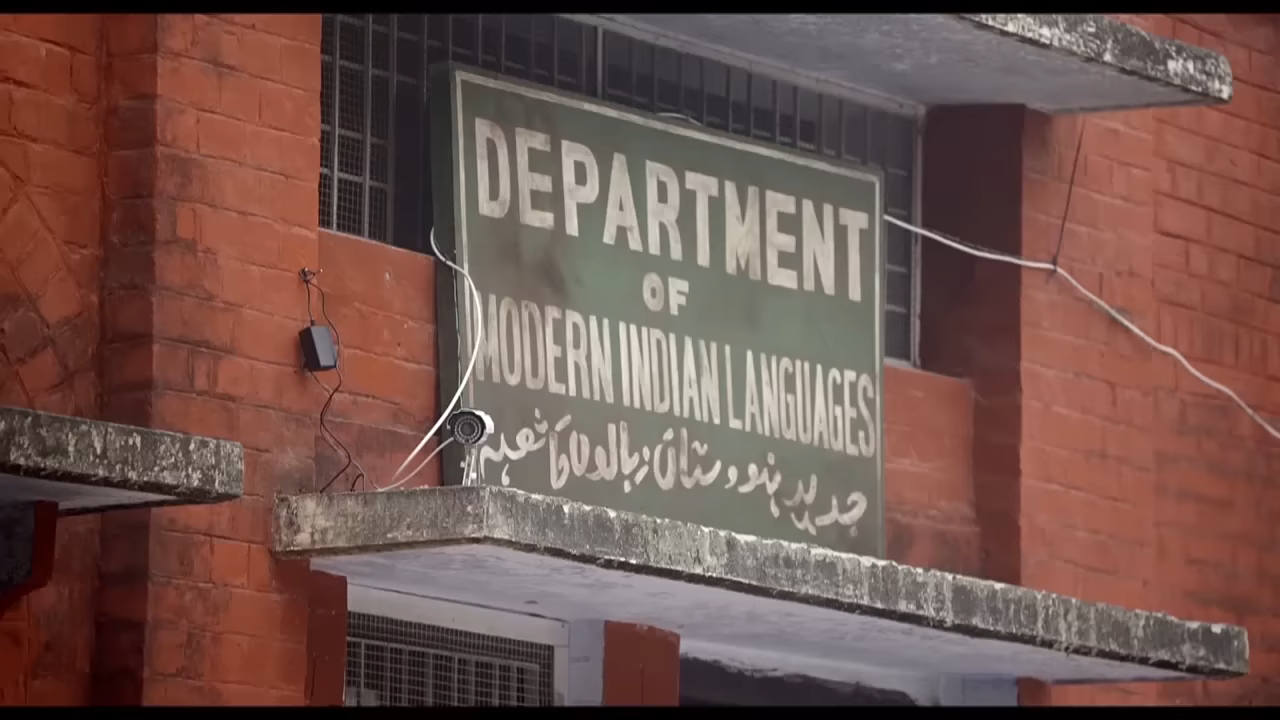 DEPARTMENT
OF
MODERN INDIAN LANGUAGES
جدید ہندوستانی زبانوں کا شعبہ